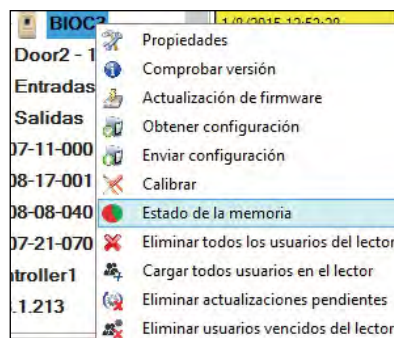 BIOC3
1/8/2015 12:52:28
Door2 - 1
Entradas
Salidas
07-11-000
08-17-001
08-08-040
07-21-070
ntroller1
.1.213
Propiedades
Comprobar versión
Actualización de firmware
Obtener configuración
Enviar configuración
Calibrar
Estado de la memoria
Eliminar todos los usuarios del lector
Cargar todos usuarios en el lector
Eliminar actualizaciones pendientes
Eliminar usuarios vencidos del lector